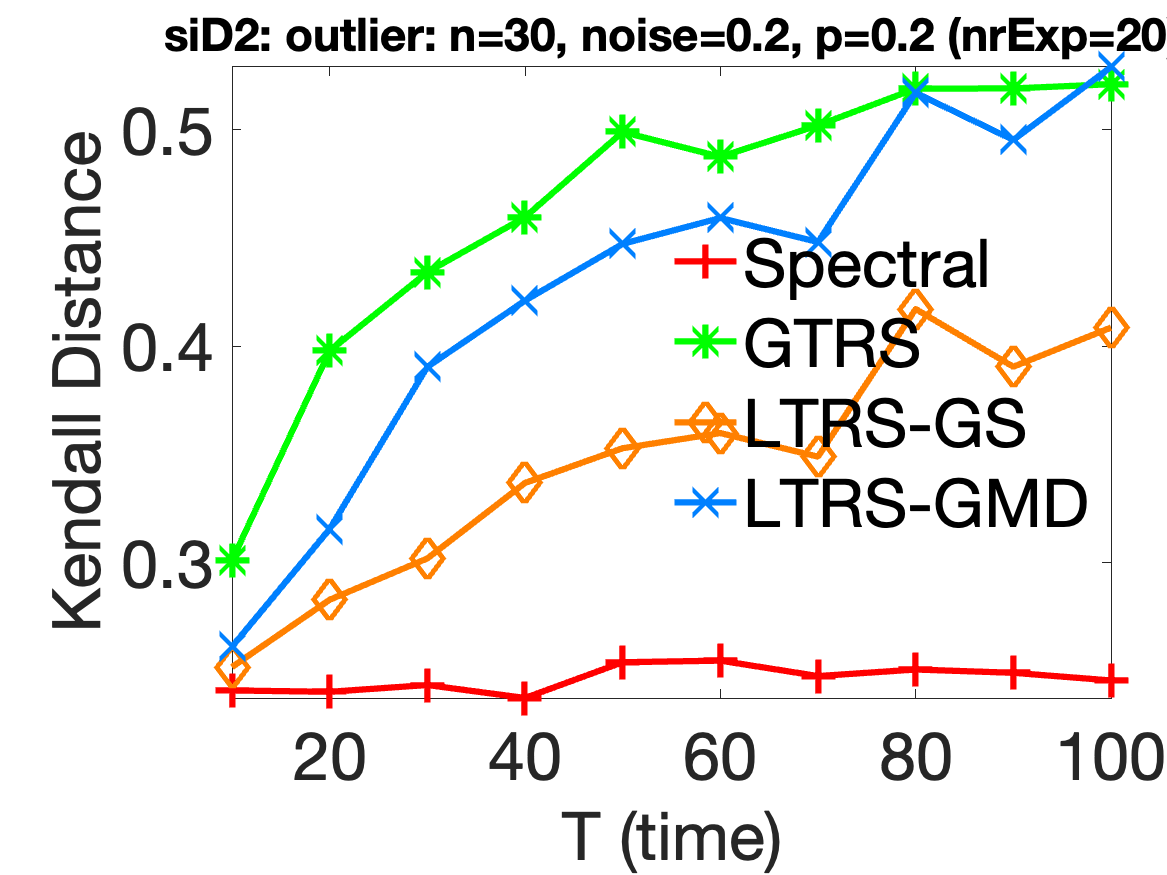 siD2: outlier: n=30, noise=0.2, p=0.2 (nrExp=20)
Kendall Distance
0.5
0.4
0.3
Spectral
GTRS
LTRS-GS
LTRS-GMD
20 40 60 80 100
T (time)